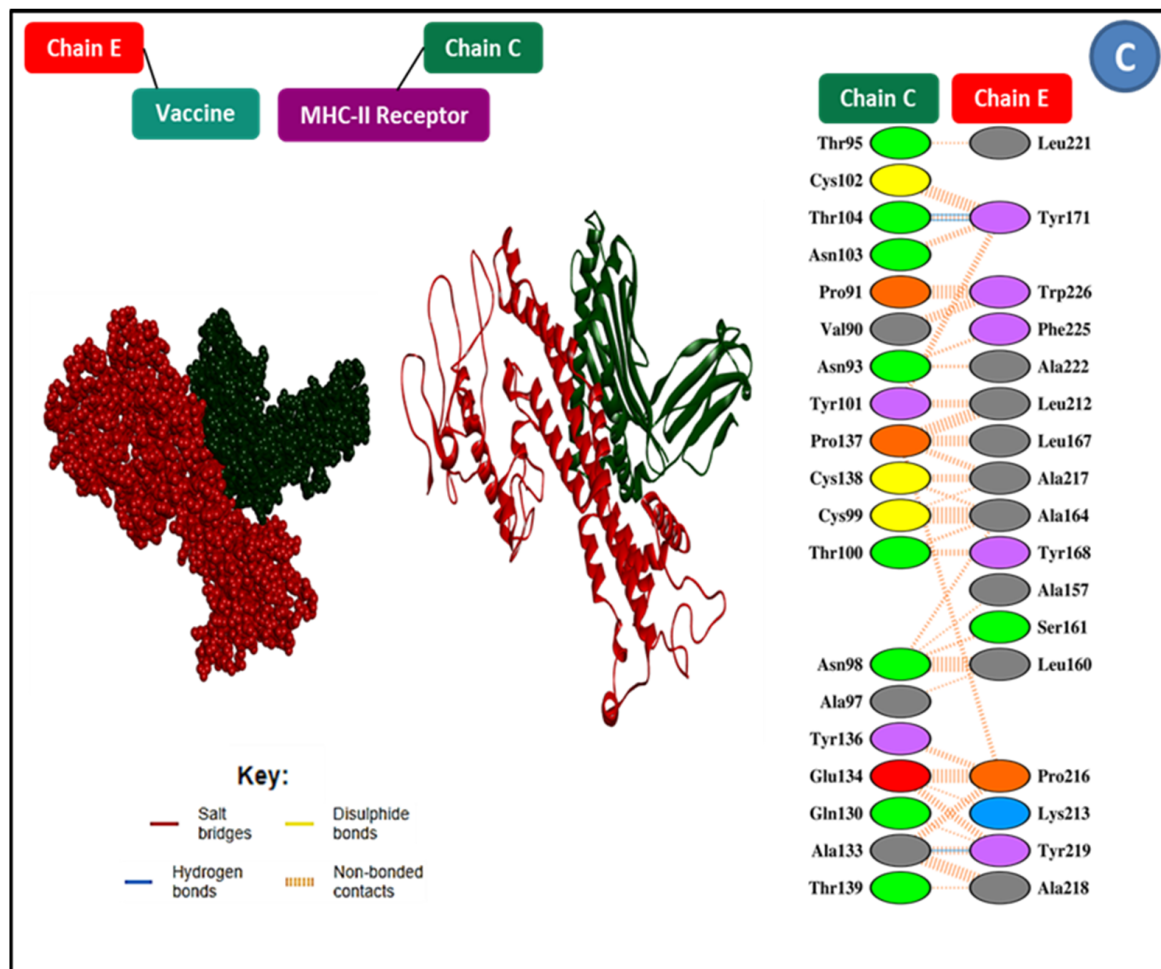 Chain E
Chain C
Vaccine
MHC-II Receptor
C
Chain C
Chain E
Thr95
Leu221
Cys102
Thr104
Tyr171
Asn103
Pro91
Trp226
Val90
Phe225
Asn93
Ala222
Tyr101
Leu212
Pro137
Leu167
Cys138
Ala217
Cys99
Ala164
Thr100
Tyr168
Ala157
Ser161
Asn98
Leu160
Ala97
Tyr136
Glu134
Pro216
Gln130
Lys213
Ala133
Tyr219
Thr139
Ala218
Key:
Salt
bridges
Disulphide
bonds
Hydrogen
bonds
Non-bonded
contacts